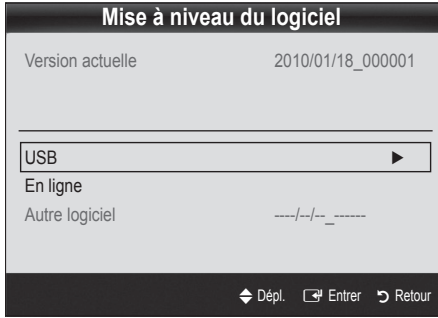 Mise à niveau du logiciel
Version actuelle 2010/01/18_000001
USB ►
En ligne
Autre logiciel ----/--/--_------
Dépl. Entrer Retour